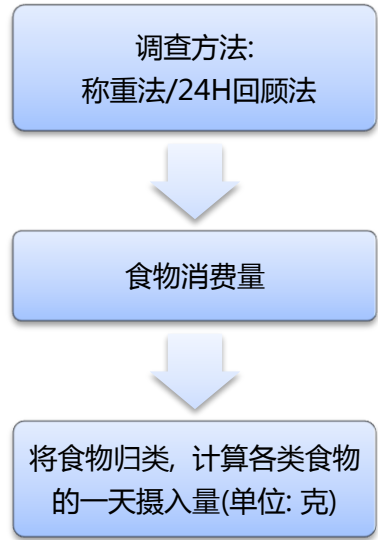 调查方法:
称重法/24H回顾法
食物消费量
将食物归类, 计算各类食物
的一天摄入量(单位: 克)